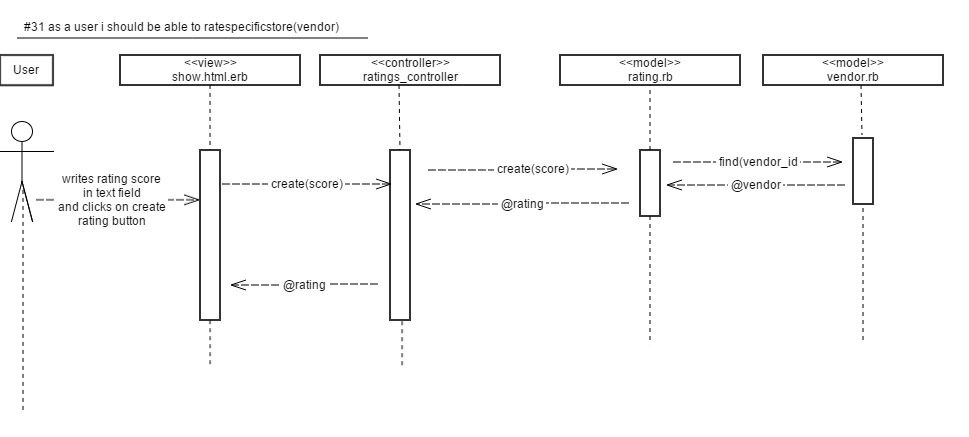 #31 as a user i should be able to ratespecificstore(vendor)
User
<<view>>
show.html.erb
<<controller>>
ratings_controller
<<model>>
rating.rb
<<model>>
vendor.rb
writes rating score
in text field
and clicks on create
rating button
create(score)
create(score)
find(vendor_id
@vendor
@rating
@rating